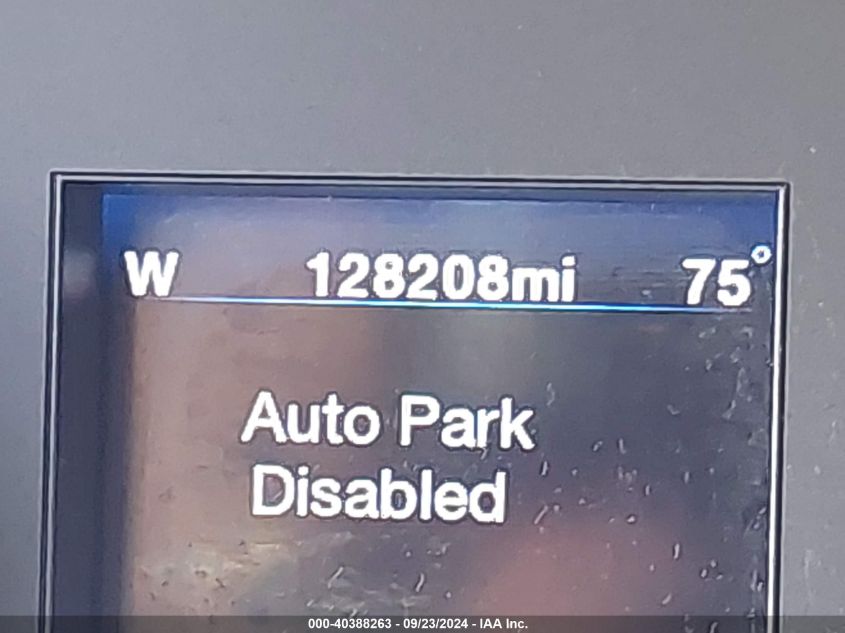 W 128208mi 75°
Auto Park
Disabled
000-40388263 - 09/23/2024 - IAA Inc.